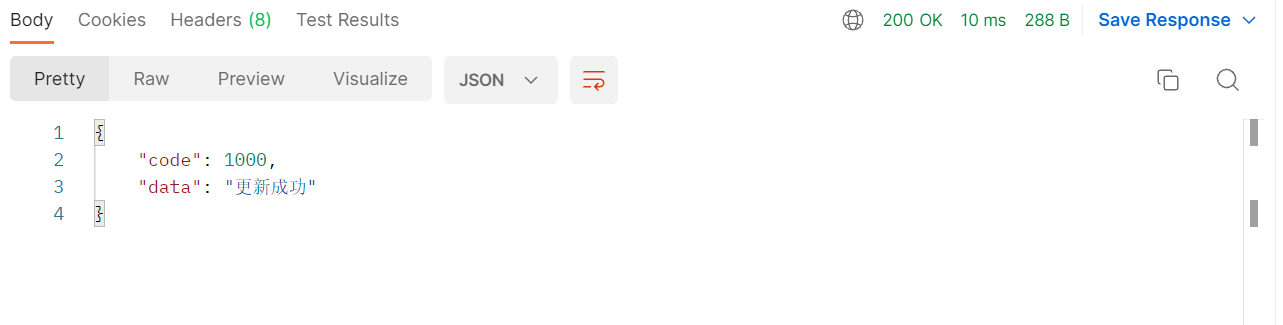 Body Cookies Headers (8) Test Results 200 OK 10 ms 288 B Save Response
Pretty Raw Preview Visualize JSON
1 {
2 "code": 1000,
3 "data": "更新成功"
4 }